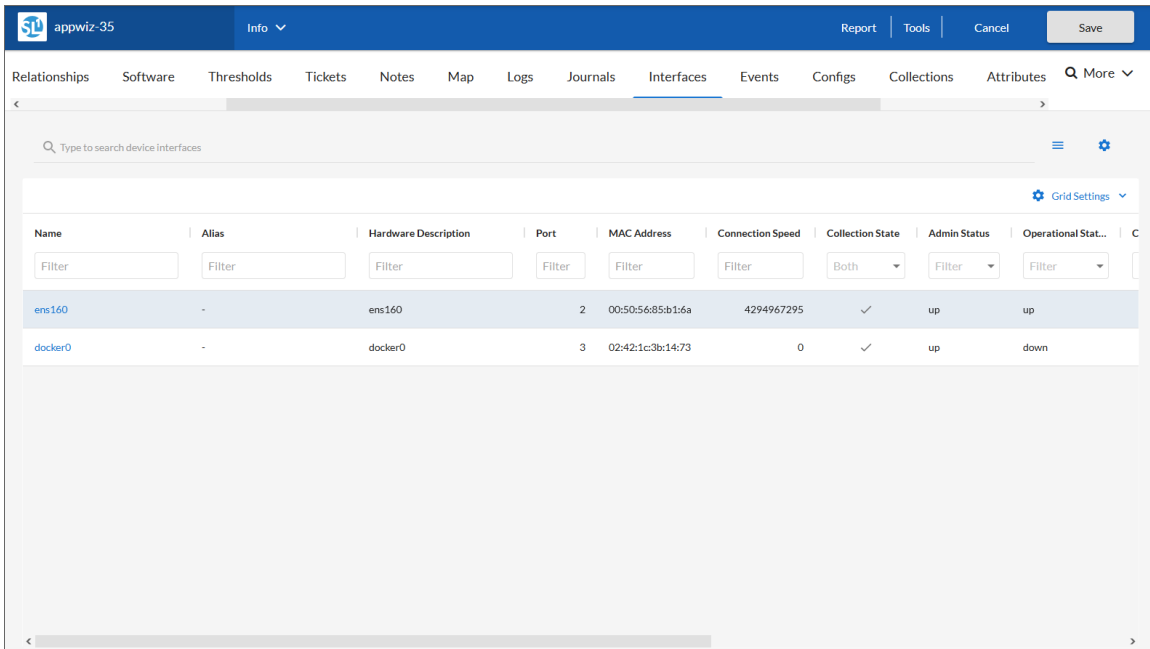 SL1 appwiz-35 Info Report Tools Cancel Save
Relationships Software Thresholds Tickets Notes Map Logs Journals Interfaces Events Configs Collections Attributes More
Type to search device interfaces
Grid Settings
Name Alias Hardware Description Port MAC Address Connection Speed Collection State Admin Status Operational Stat... C
Filter Filter Filter Filter Filter Filter Both Filter Filter
ens160 - ens160 2 00:50:56:85:b1:6a 4294967295 up up
docker0 - docker0 3 02:42:1c:3b:14:73 0 up down